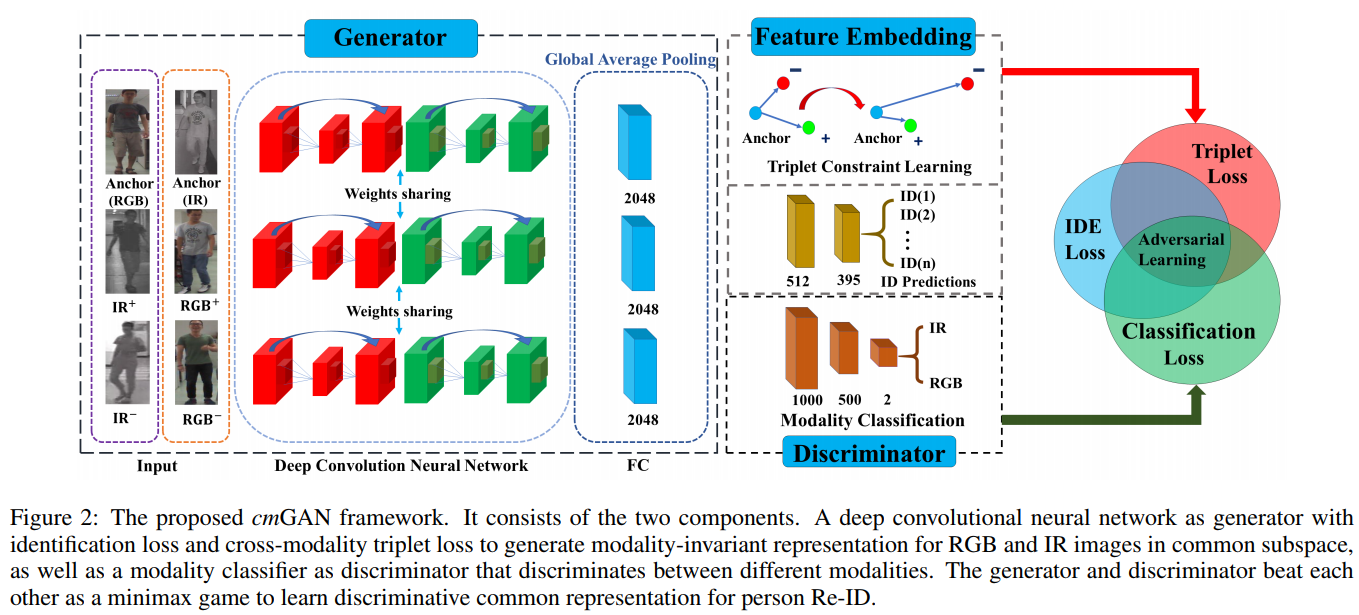 Generator
Global Average Pooling
Anchor
(RGB)
Anchor
(IR)
IR+
RGB+
IR−
RGB−
Input
Weights sharing
Weights sharing
Deep Convolution Neural Network
2048
2048
2048
FC
Feature Embedding
−
−
Anchor
+
Anchor
+
Triplet Constraint Learning
ID(1)
ID(2)
ID(n)
512
395
ID Predictions
IR
RGB
1000
500
2
Modality Classification
Discriminator
Triplet
Loss
IDE
Loss
Adversarial
Learning
Classification
Loss
Figure 2: The proposed cmGAN framework. It consists of the two components. A deep convolutional neural network as generator with
identification loss and cross-modality triplet loss to generate modality-invariant representation for RGB and IR images in common subspace,
as well as a modality classifier as discriminator that discriminates between different modalities. The generator and discriminator beat each
other as a minimax game to learn discriminative common representation for person Re-ID.